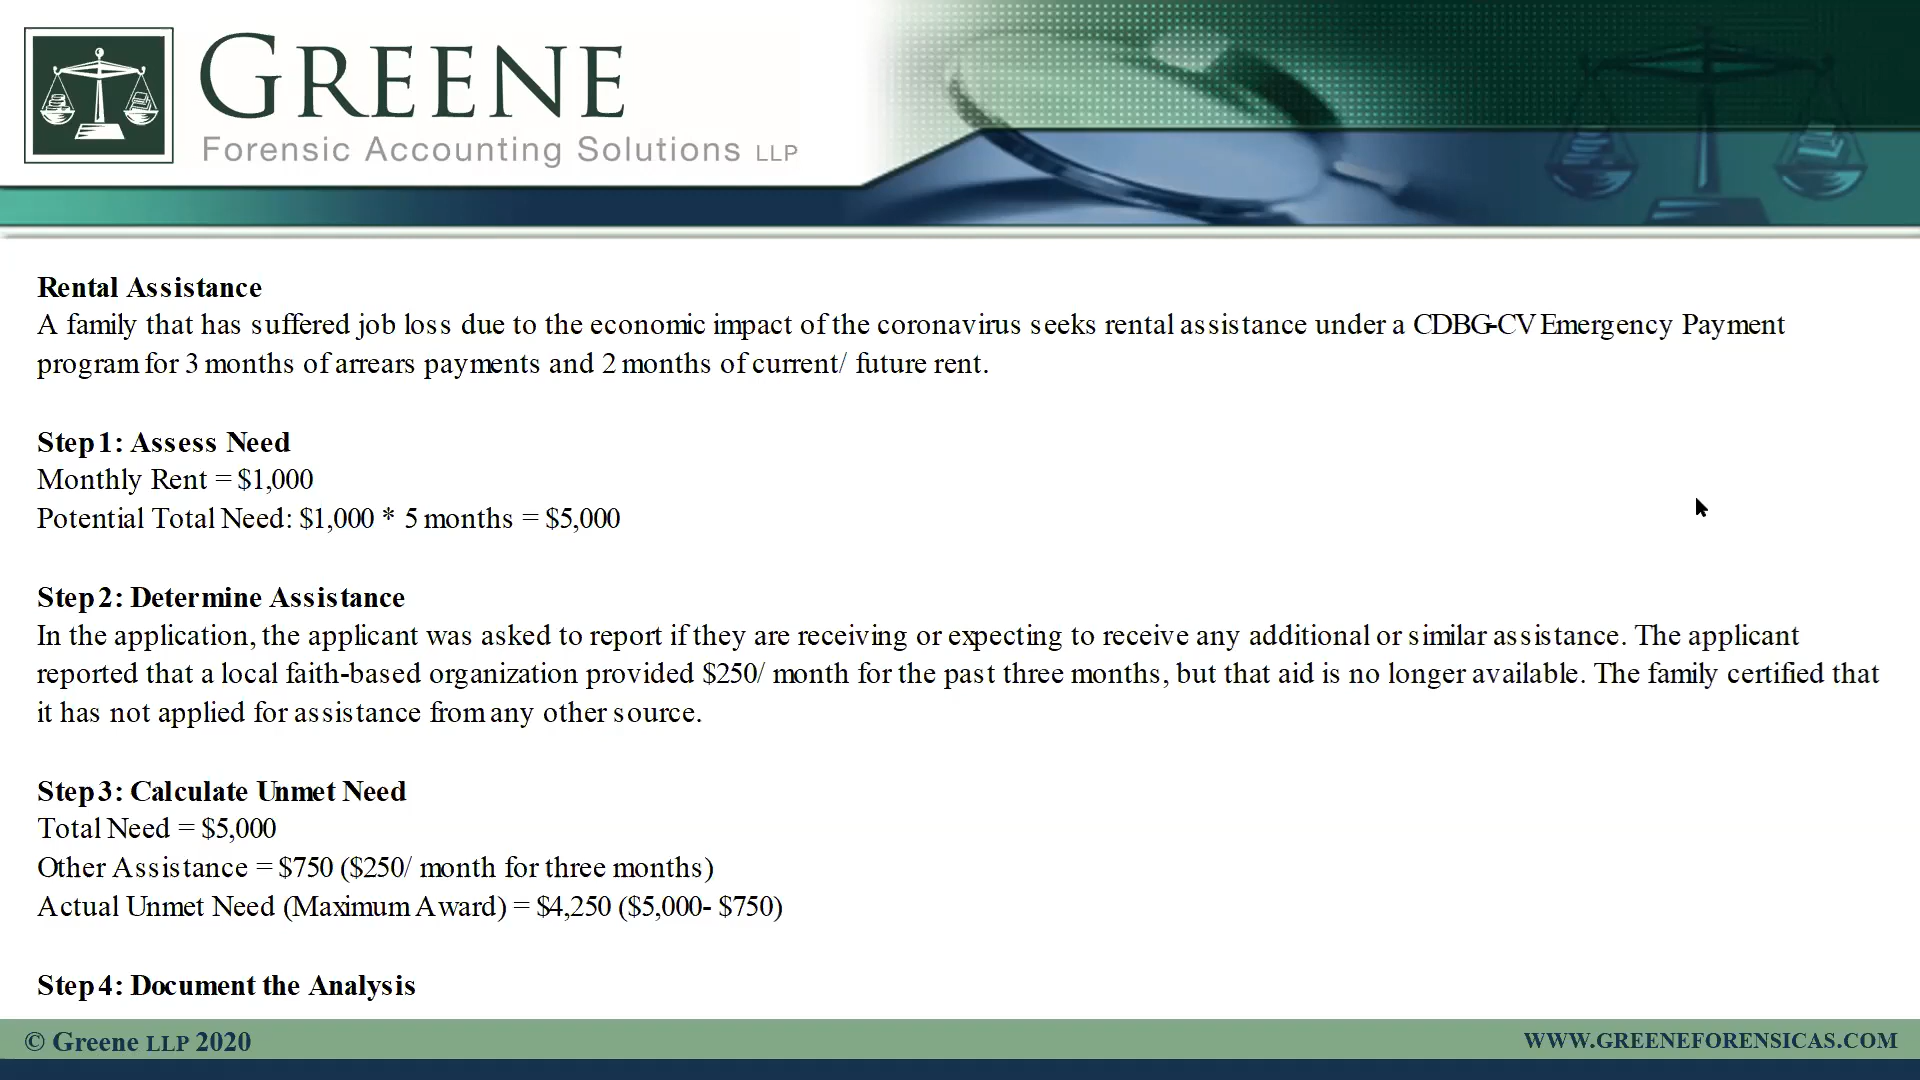 GREENE
Forensic Accounting Solutions LLP
Rental Assistance
A family that has suffered job loss due to the economic impact of the coronavirus seeks rental assistance under a CDBG-CV Emergency Payment
program for 3 months of arrears payments and 2 months of current/ future rent.
Step 1: Assess Need
Monthly Rent = $1,000
Potential Total Need: $1,000 * 5 months = $5,000
Step 2: Determine Assistance
In the application, the applicant was asked to report if they are receiving or expecting to receive any additional or similar assistance. The applicant
reported that a local faith-based organization provided $250/ month for the past three months, but that aid is no longer available. The family certified that
it has not applied for assistance from any other source.
Step 3: Calculate Unmet Need
Total Need = $5,000
Other Assistance = $750 ($250/ month for three months)
Actual Unmet Need (Maximum Award) = $4,250 ($5,000- $750)
Step 4: Document the Analysis
© Greene LLP 2020
WWW.GREENEFORENSICAS.COM